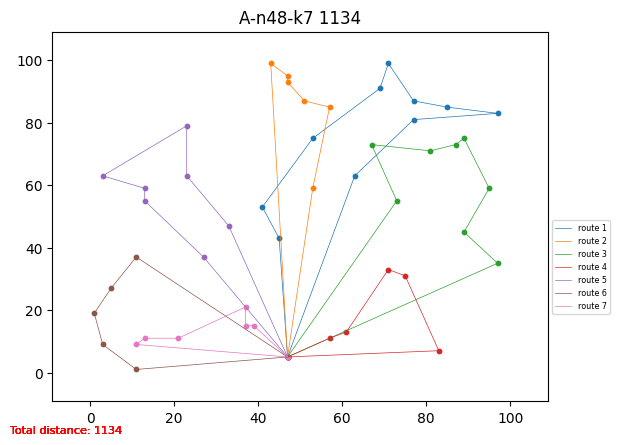 A-n48-k7 1134
100
80
60
40
20
0
0 20 40 60 80 100
route 1
route 2
route 3
route 4
route 5
route 6
route 7
Total distance: 1134